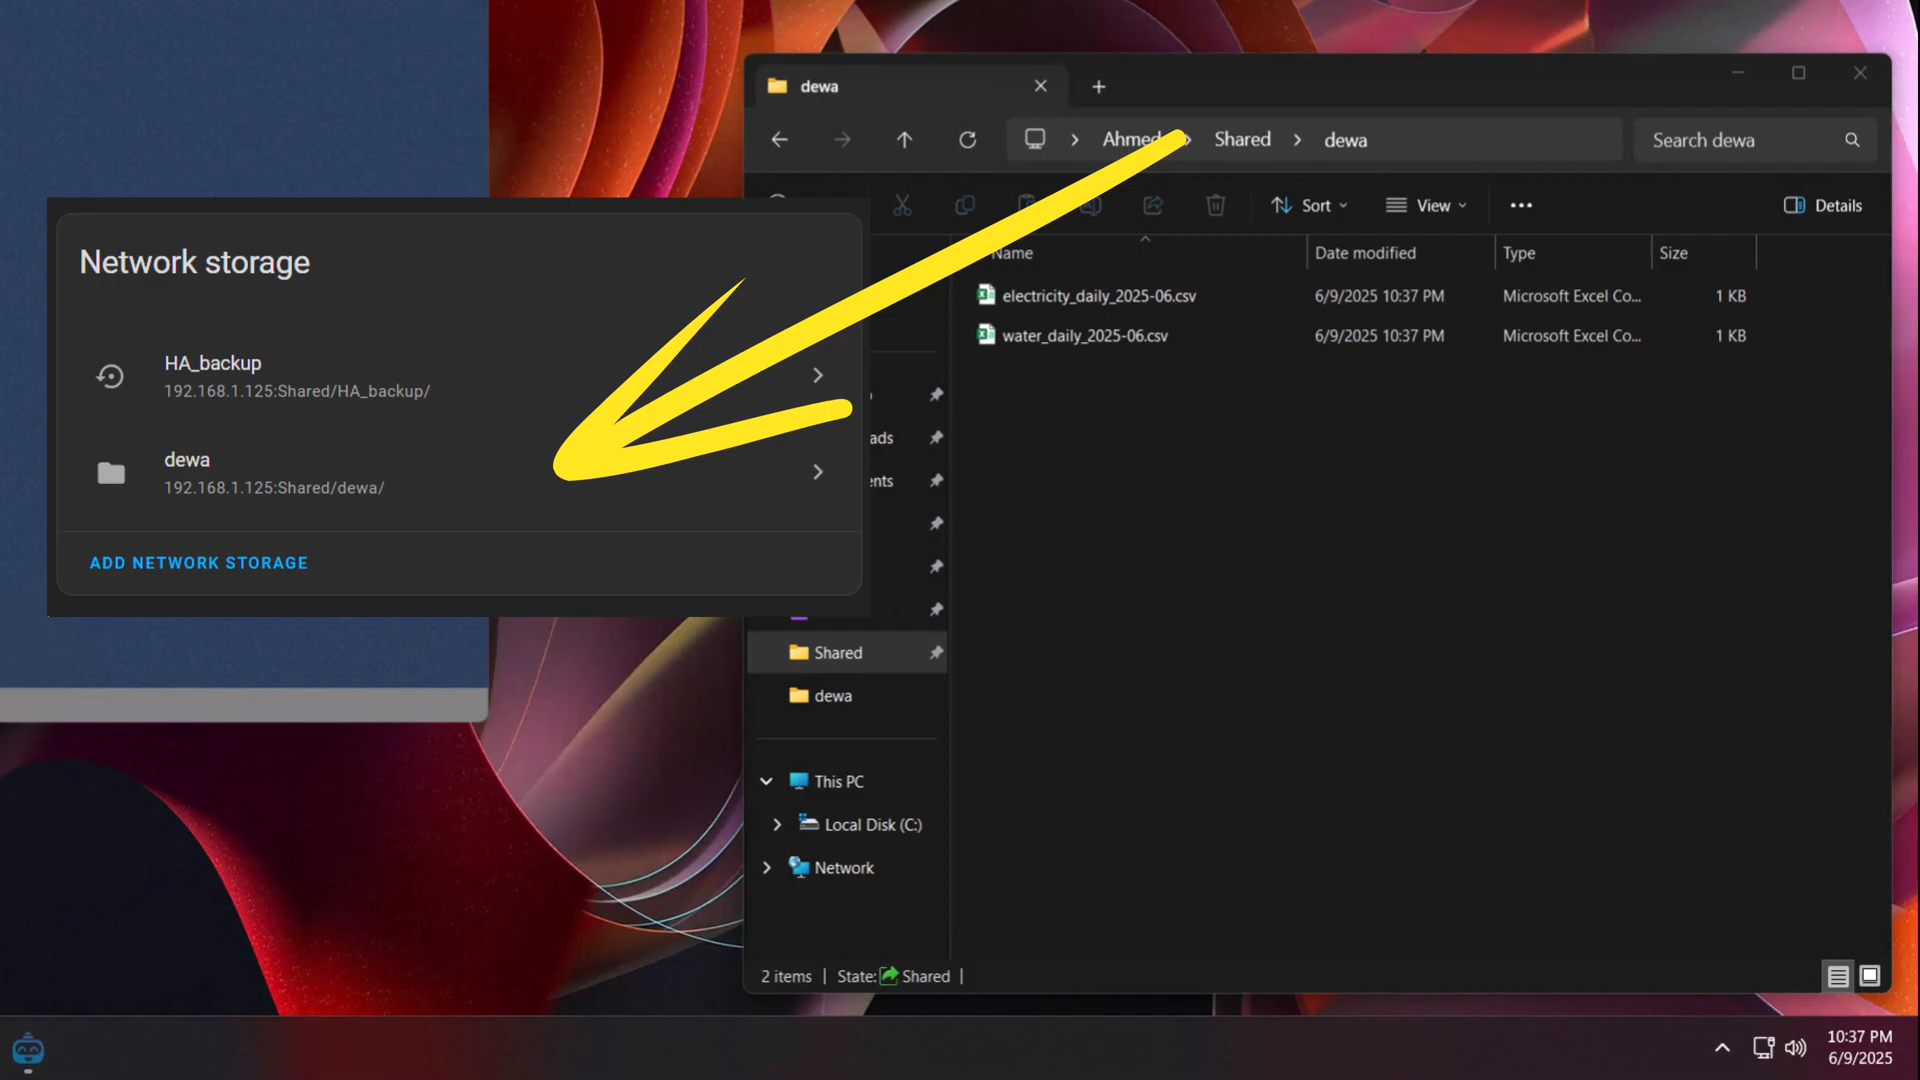 dewa
Shared
dewa
Search dewa
Sort
View
Details
Network storage
HA_backup
192.168.1.125:Shared/HA_backup/
dewa
192.168.1.125:Shared/dewa/
ADD NETWORK STORAGE
Name
Date modified
Type
Size
electricity_daily_2025-06.csv
6/9/2025 10:37 PM
Microsoft Excel Co...
1 KB
water_daily_2025-06.csv
6/9/2025 10:37 PM
Microsoft Excel Co...
1 KB
Shared
dewa
This PC
Local Disk (C:)
Network
2 items
State: Shared
10:37 PM
6/9/2025